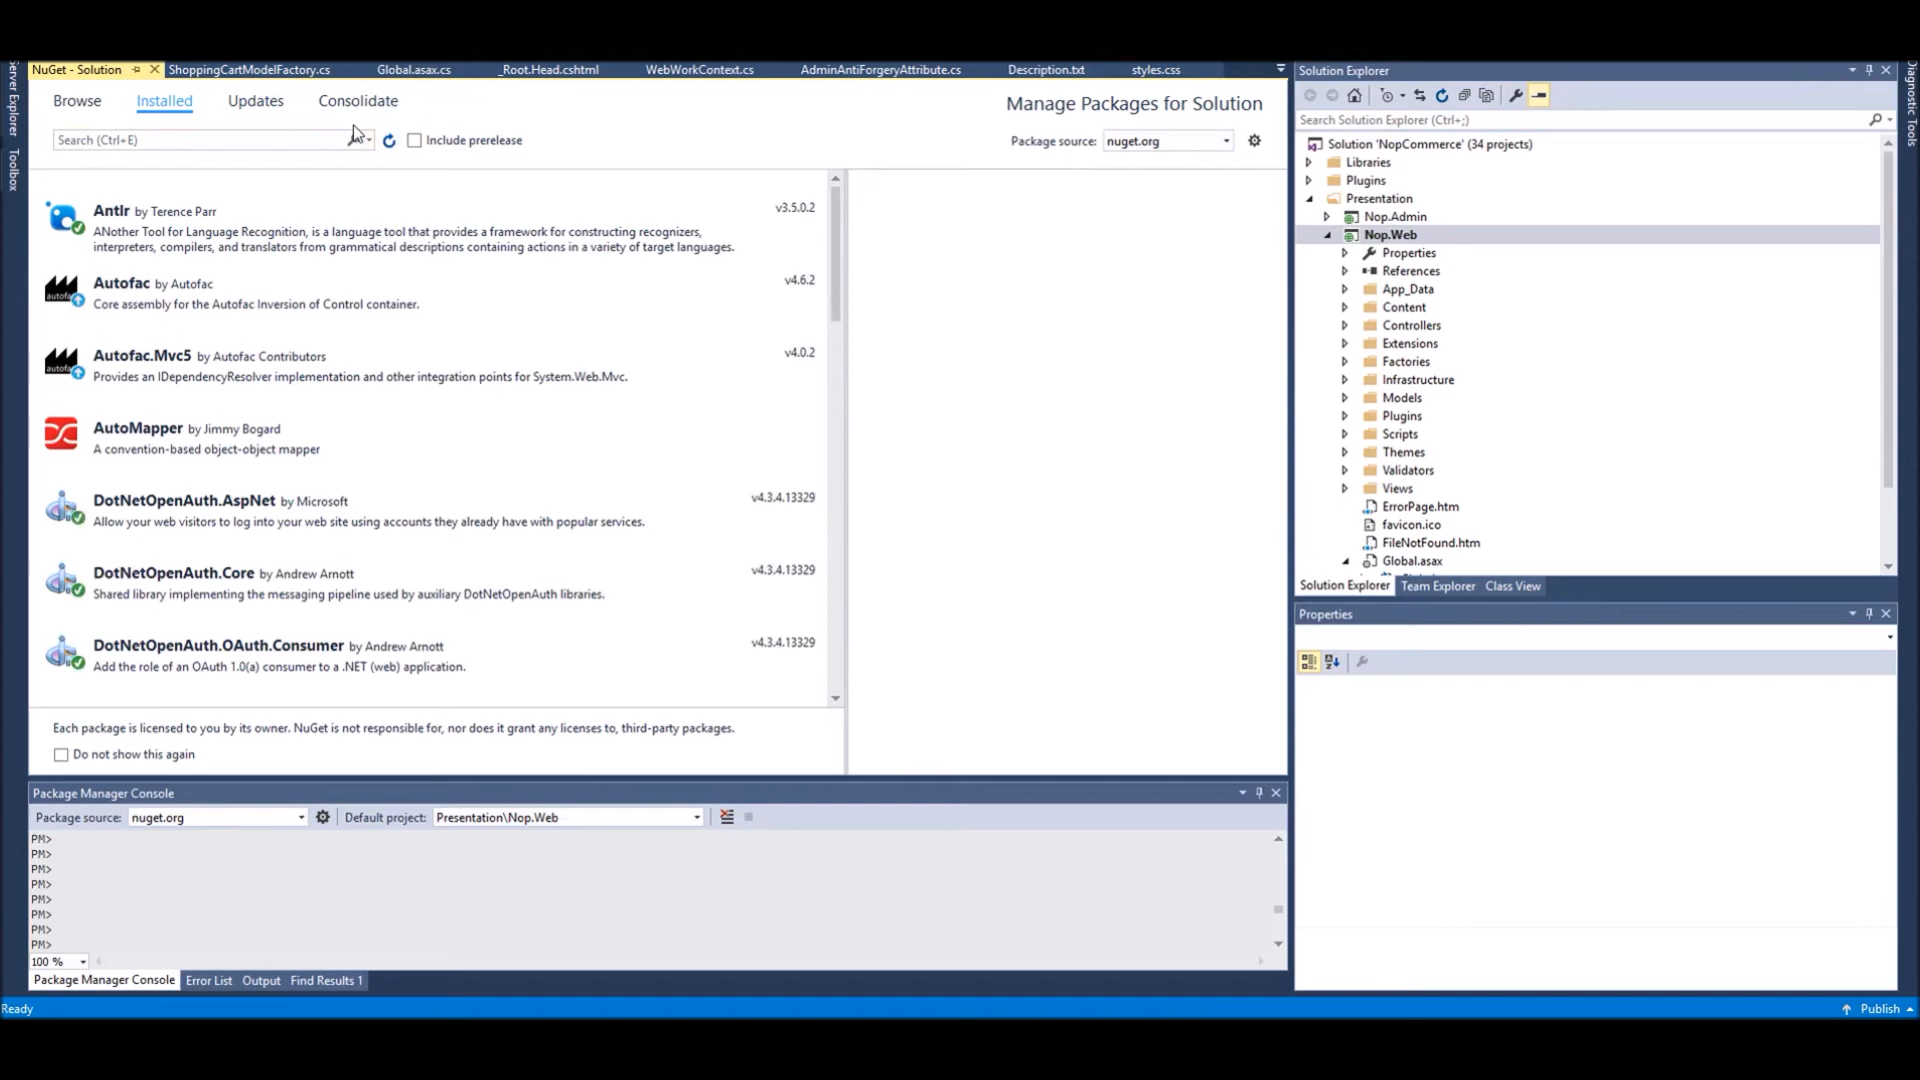 Server Explorer
Toolbox
NuGet - Solution
ShoppingCartModelFactory.cs
Global.asax.cs
_Root.Head.cshtml
WebWorkContext.cs
AdminAntiForgeryAttribute.cs
Description.txt
styles.css
Browse
Installed
Updates
Consolidate
Manage Packages for Solution
Search (Ctrl+E)
Include prerelease
Package source: nuget.org
Antlr by Terence Parr
v3.5.0.2
ANother Tool for Language Recognition, is a language tool that provides a framework for constructing recognizers,
interpreters, compilers, and translators from grammatical descriptions containing actions in a variety of target languages.
autofac
Autofac by Autofac
v4.6.2
Core assembly for the Autofac Inversion of Control container.
autofac
Autofac.Mvc5 by Autofac Contributors
v4.0.2
Provides an IDependencyResolver implementation and other integration points for System.Web.Mvc.
AutoMapper by Jimmy Bogard
A convention-based object-object mapper
DotNetOpenAuth.AspNet by Microsoft
v4.3.4.13329
Allow your web visitors to log into your web site using accounts they already have with popular services.
DotNetOpenAuth.Core by Andrew Arnott
v4.3.4.13329
Shared library implementing the messaging pipeline used by auxiliary DotNetOpenAuth libraries.
DotNetOpenAuth.OAuth.Consumer by Andrew Arnott
v4.3.4.13329
Add the role of an OAuth 1.0(a) consumer to a .NET (web) application.
Each package is licensed to you by its owner. NuGet is not responsible for, nor does it grant any licenses to, third-party packages.
Do not show this again
Package Manager Console
Package source: nuget.org
Default project: Presentation\Nop.Web
PM>
PM>
PM>
PM>
PM>
PM>
PM>
PM>
100 %
Package Manager Console
Error List
Output
Find Results 1
Ready
Solution Explorer
Search Solution Explorer (Ctrl+;)
Solution 'NopCommerce' (34 projects)
Libraries
Plugins
Presentation
Nop.Admin
Nop.Web
Properties
References
App_Data
Content
Controllers
Extensions
Factories
Infrastructure
Models
Plugins
Scripts
Themes
Validators
Views
ErrorPage.htm
favicon.ico
FileNotFound.htm
Global.asax
Solution Explorer
Team Explorer
Class View
Properties
Diagnostic Tools
Publish